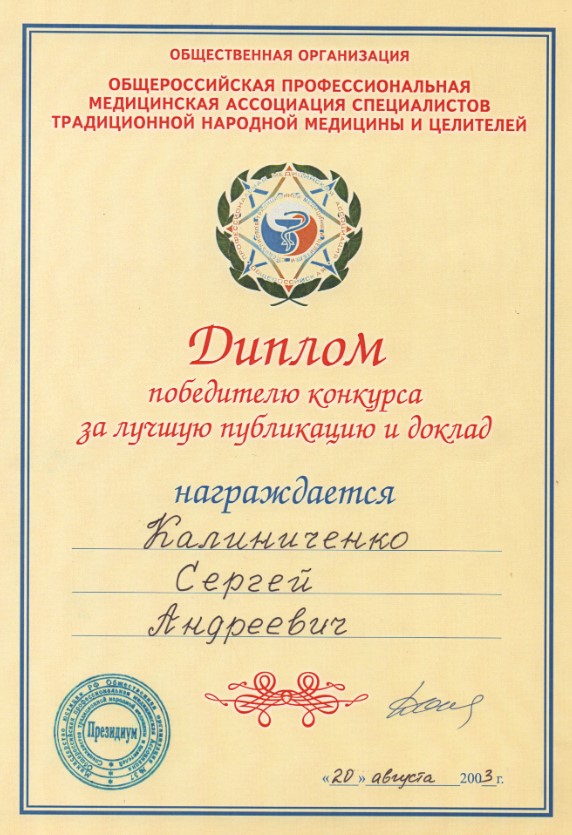 ОБЩЕСТВЕННАЯ ОРГАНИЗАЦИЯ
ОБЩЕРОССИЙСКАЯ ПРОФЕССИОНАЛЬНАЯ
МЕДИЦИНСКАЯ АССОЦИАЦИЯ СПЕЦИАЛИСТОВ
ТРАДИЦИОННОЙ НАРОДНОЙ МЕДИЦИНЫ И ЦЕЛИТЕЛЕЙ
Диплом
победителю конкурса
за лучшую публикацию и доклад
награждается
Калиниченко
Сергей
Андреевич
Президиум
«20» августа 2003 г.